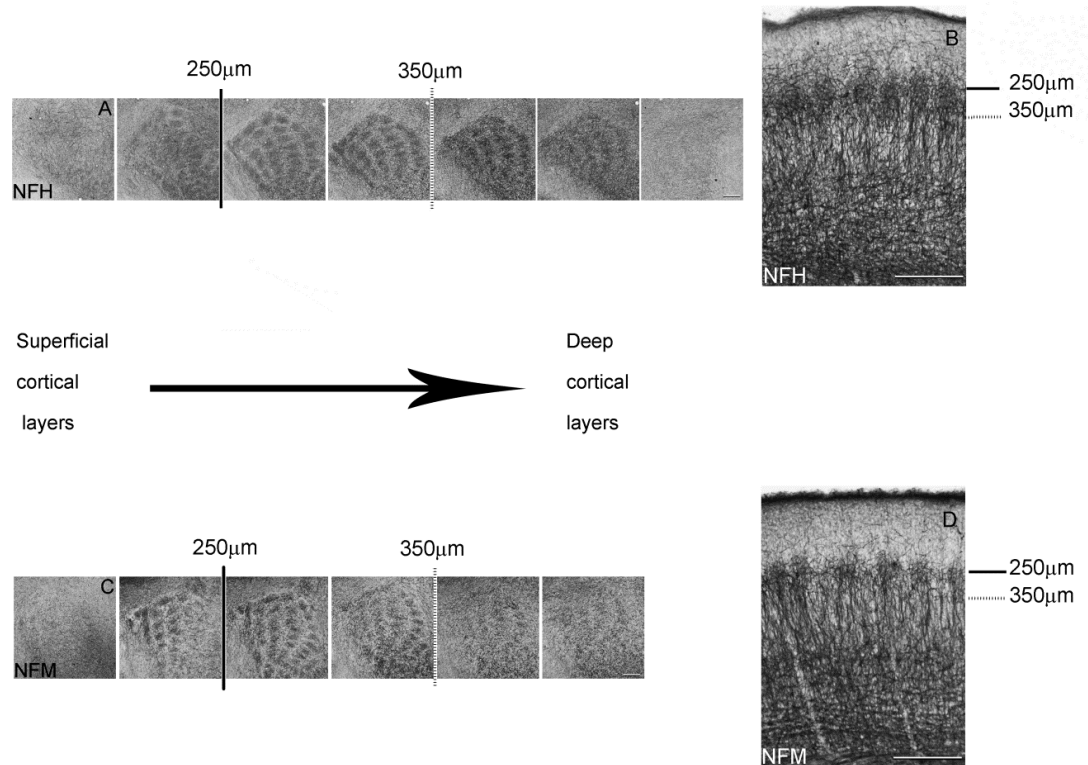 250µm
350µm
A
NFH
B
250µm
350µm
NFH
Superficial
cortical
layers
Deep
cortical
layers
250µm
350µm
C
NFM
D
250µm
350µm
NFM